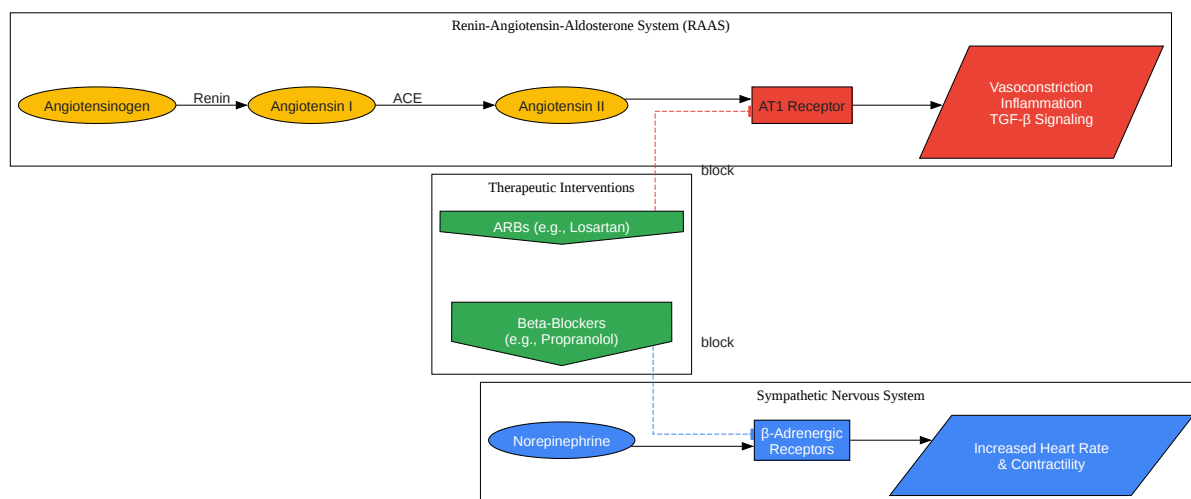 Renin-Angiotensin-Aldosterone System (RAAS)
Angiotensinogen
Renin
Angiotensin I
ACE
Angiotensin II
AT1 Receptor
Vasoconstriction
Inflammation
TGF-β Signaling
block
Therapeutic Interventions
ARBs (e.g., Losartan)
Beta-Blockers
(e.g., Propranolol)
block
Sympathetic Nervous System
Norepinephrine
β-Adrenergic
Receptors
Increased Heart Rate
& Contractility